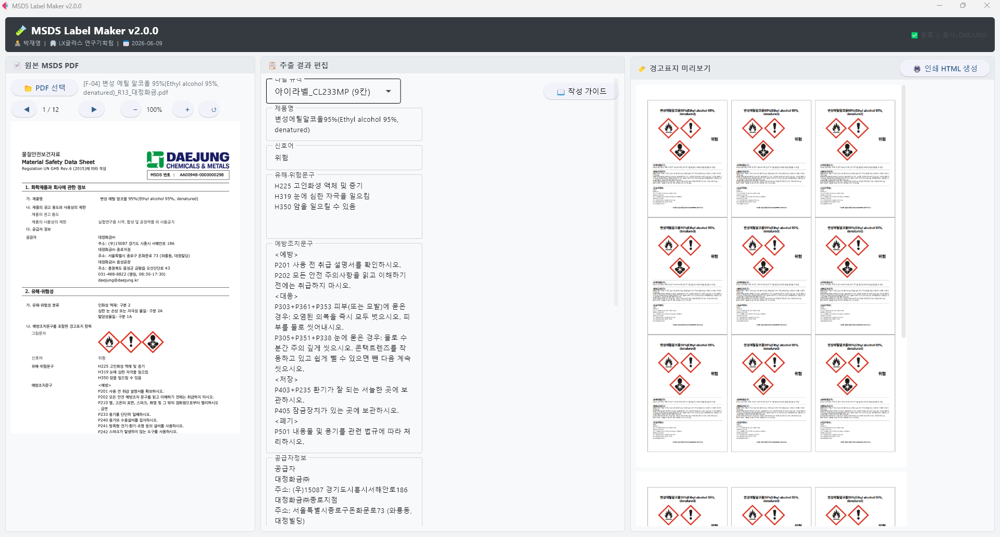 MSDS Label Maker v2.0.0
MSDS Label Maker v2.0.0
박재영 | LX글라스 연구기획팀 | 2026-06-09
완료 | 회사: DAEJUNG
원본 MSDS PDF
PDF 선택
[F-04] 변성 에틸 알코올 95%(Ethyl alcohol 95%, denatured)_R13_대정화금.pdf
1 / 12
100%
물질안전보건자료
Material Safety Data Sheet
Regulation UN GHS Rev.6 (2015)에 따라 작성
DAEJUNG
CHEMICALS & METALS
MSDS 번호 : AA00948-0000000298
1. 화학제품과 회사에 관한 정보
가. 제품명 변성 에틸 알코올 95%(Ethyl alcohol 95%, denatured)
나. 제품의 권고 용도와 사용상의 제한
제품의 권고 용도
제품의 사용상의 제한 실험연구용 시약, 합성 및 공정약품 외 사용금지
다. 공급자 정보
공급자 대정화금㈜
주소: (우)15087 경기도 시흥시 서해안로 186
대정화금㈜ 종로지점
주소: 서울특별시 종로구 돈화문로 73 (와룡동, 대정빌딩)
대정화금㈜ 음성공장
주소: 충청북도 음성군 금왕읍 오선산단로 43
031-488-8822 (평일, 08:30-17:30)
daejung@daejung.kr
2. 유해·위험성
가. 유해·위험성 분류 인화성 액체: 구분 2
심한 눈 손상 또는 자극성 물질: 구분 2A
발암성물질: 구분 1A
나. 예방조치문구를 포함한 경고표지 항목
그림문자
신호어 위험
유해·위험문구 H225 고인화성 액체 및 증기
H319 눈에 심한 자극을 일으킴
H350 암을 일으킬 수 있음
예방조치문구 <예방>
P201 사용 전 취급 설명서를 확보하시오.
P202 모든 안전 예방조치 문구를 읽고 이해하기 전에는 취급하지 마시오.
P210 열, 고온의 표면, 스파크, 화염 및 그 밖의 점화원으로부터 멀리하시오
. 금연
P233 용기를 단단히 밀폐하시오.
P240 용기와 수용설비를 접지하시오.
P241 방폭형 전기·환기·조명 등의 설비를 사용하시오.
P242 스파크가 발생하지 않는 도구를 사용하시오.
추출 결과 편집
라벨 규격
아이라벨_CL233MP (9칸)
작성 가이드
제품명
변성에틸알코올95%(Ethyl alcohol 95%,
denatured)
신호어
위험
유해·위험문구
H225 고인화성 액체 및 증기
H319 눈에 심한 자극을 일으킴
H350 암을 일으킬 수 있음
예방조치문구
<예방>
P201 사용 전 취급 설명서를 확인하시오.
P202 모든 안전 주의사항을 읽고 이해하기
전에는 취급하지 마시오.
<대응>
P303+P361+P353 피부(또는 모발)에 묻은
경우: 오염된 의복을 즉시 모두 벗으시오. 피
부를 물로 씻어내시오.
P305+P351+P338 눈에 묻은 경우: 물로 수
분간 주의 깊게 씻으시오. 콘택트렌즈를 착
용하고 있고 쉽게 뺄 수 있으면 뺀 다음 계속
씻으시오.
<저장>
P403+P235 환기가 잘 되는 서늘한 곳에 보
관하시오.
P405 잠금장치가 있는 곳에 보관하시오.
<폐기>
P501 내용물 및 용기를 관련 법규에 따라 처
리하시오.
공급자정보
공급자
대정화금㈜
주소: (우)15087 경기도시흥시서해안로186
대정화금㈜종로지점
주소: 서울특별시종로구돈화문로73 (와룡동,
대정빌딩)
경고표지 미리보기
인쇄 HTML 생성
변성에틸알코올95%(Ethyl alcohol 95%, denatured)
위험
변성에틸알코올95%(Ethyl alcohol 95%, denatured)
위험
변성에틸알코올95%(Ethyl alcohol 95%, denatured)
위험
변성에틸알코올95%(Ethyl alcohol 95%, denatured)
위험
변성에틸알코올95%(Ethyl alcohol 95%, denatured)
위험
변성에틸알코올95%(Ethyl alcohol 95%, denatured)
위험
변성에틸알코올95%(Ethyl alcohol 95%, denatured)
위험
변성에틸알코올95%(Ethyl alcohol 95%, denatured)
위험
변성에틸알코올95%(Ethyl alcohol 95%, denatured)
위험
변성에틸알코올95%(Ethyl alcohol 95%, denatured)
변성에틸알코올95%(Ethyl alcohol 95%, denatured)
변성에틸알코올95%(Ethyl alcohol 95%, denatured)